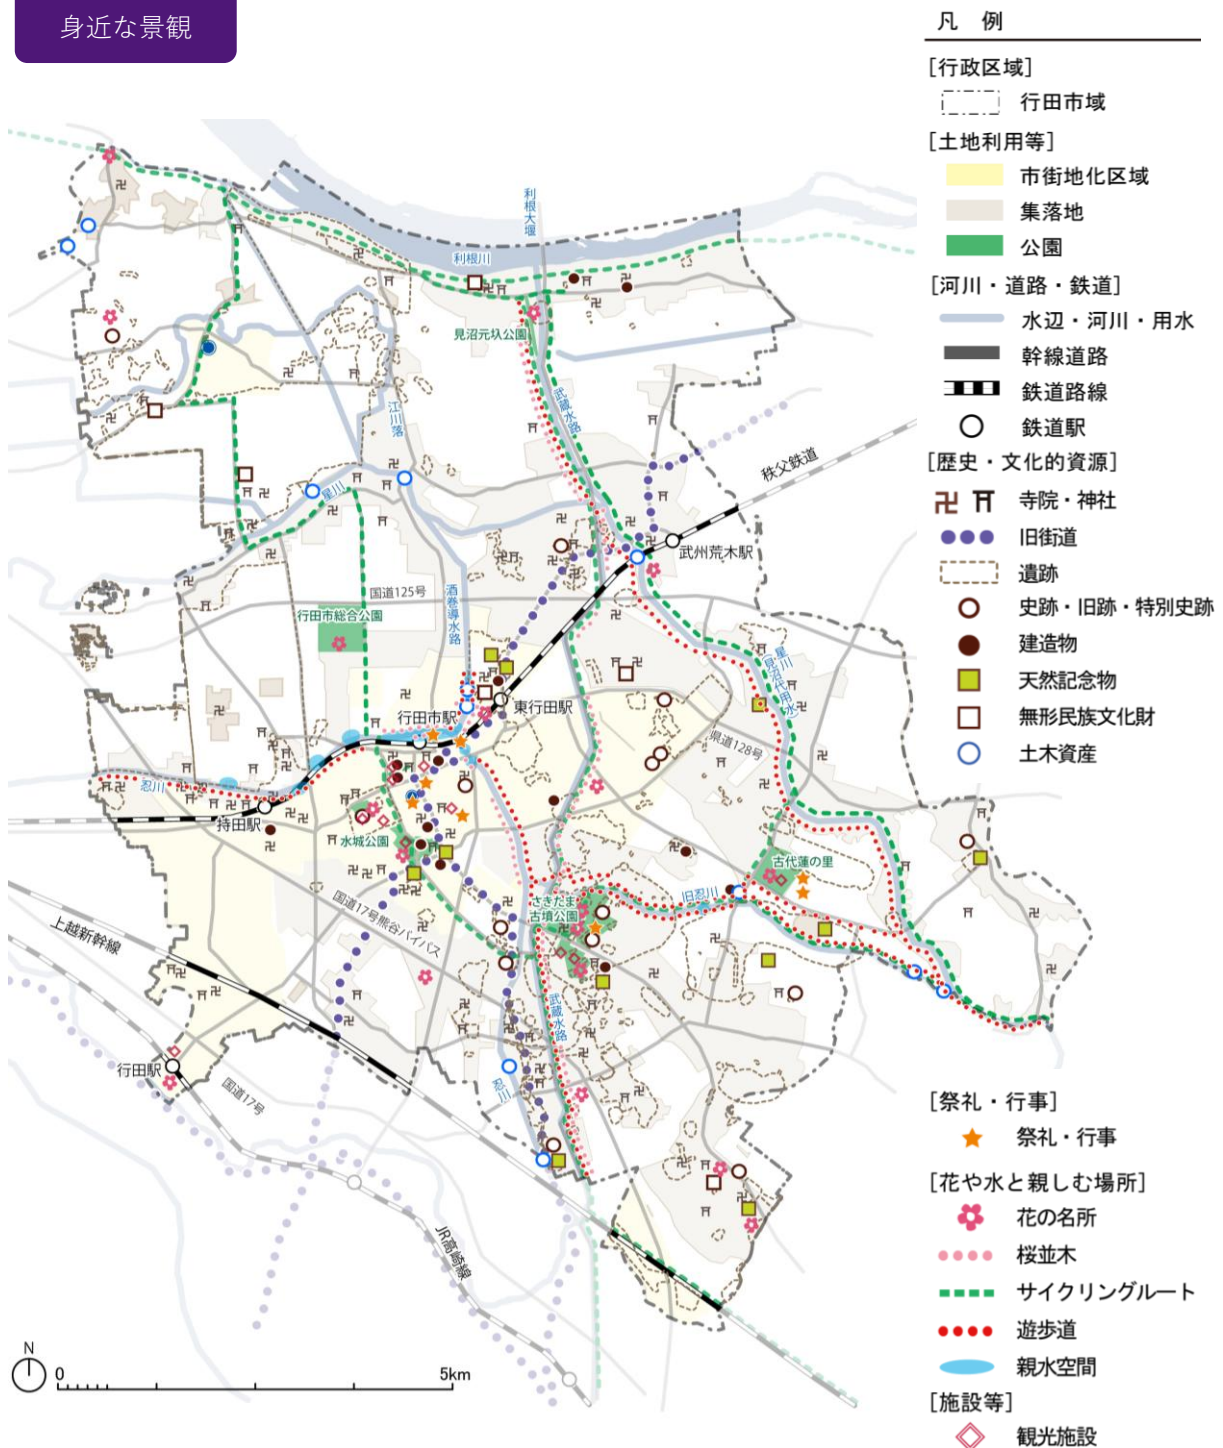 身近な景観
凡 例
[行政区域]
行田市域
[土地利用等]
市街地化区域
集落地
公園
[河川・道路・鉄道]
水辺・河川・用水
幹線道路
鉄道路線
鉄道駅
[歴史・文化的資源]
寺院・神社
旧街道
遺跡
史跡・旧跡・特別史跡
建造物
天然記念物
無形民族文化財
土木資産
[祭礼・行事]
祭礼・行事
[花や水と親しむ場所]
花の名所
桜並木
サイクリングルート
遊歩道
親水空間
[施設等]
観光施設
利根大堰
利根川
見沼元圦公園
武蔵水路
江川落
秩父鉄道
星川
武州荒木駅
国道125号
行田市総合公園
酒巻導水路
星川
見沼代用水
行田市駅
東行田駅
県道128号
忍川
持田駅
水城公園
古代蓮の里
国道17号熊谷バイパス
さきたま
古墳公園
旧忍川
上越新幹線
武蔵水路
行田駅
忍川
国道17号
JR高崎線
N
0
5km